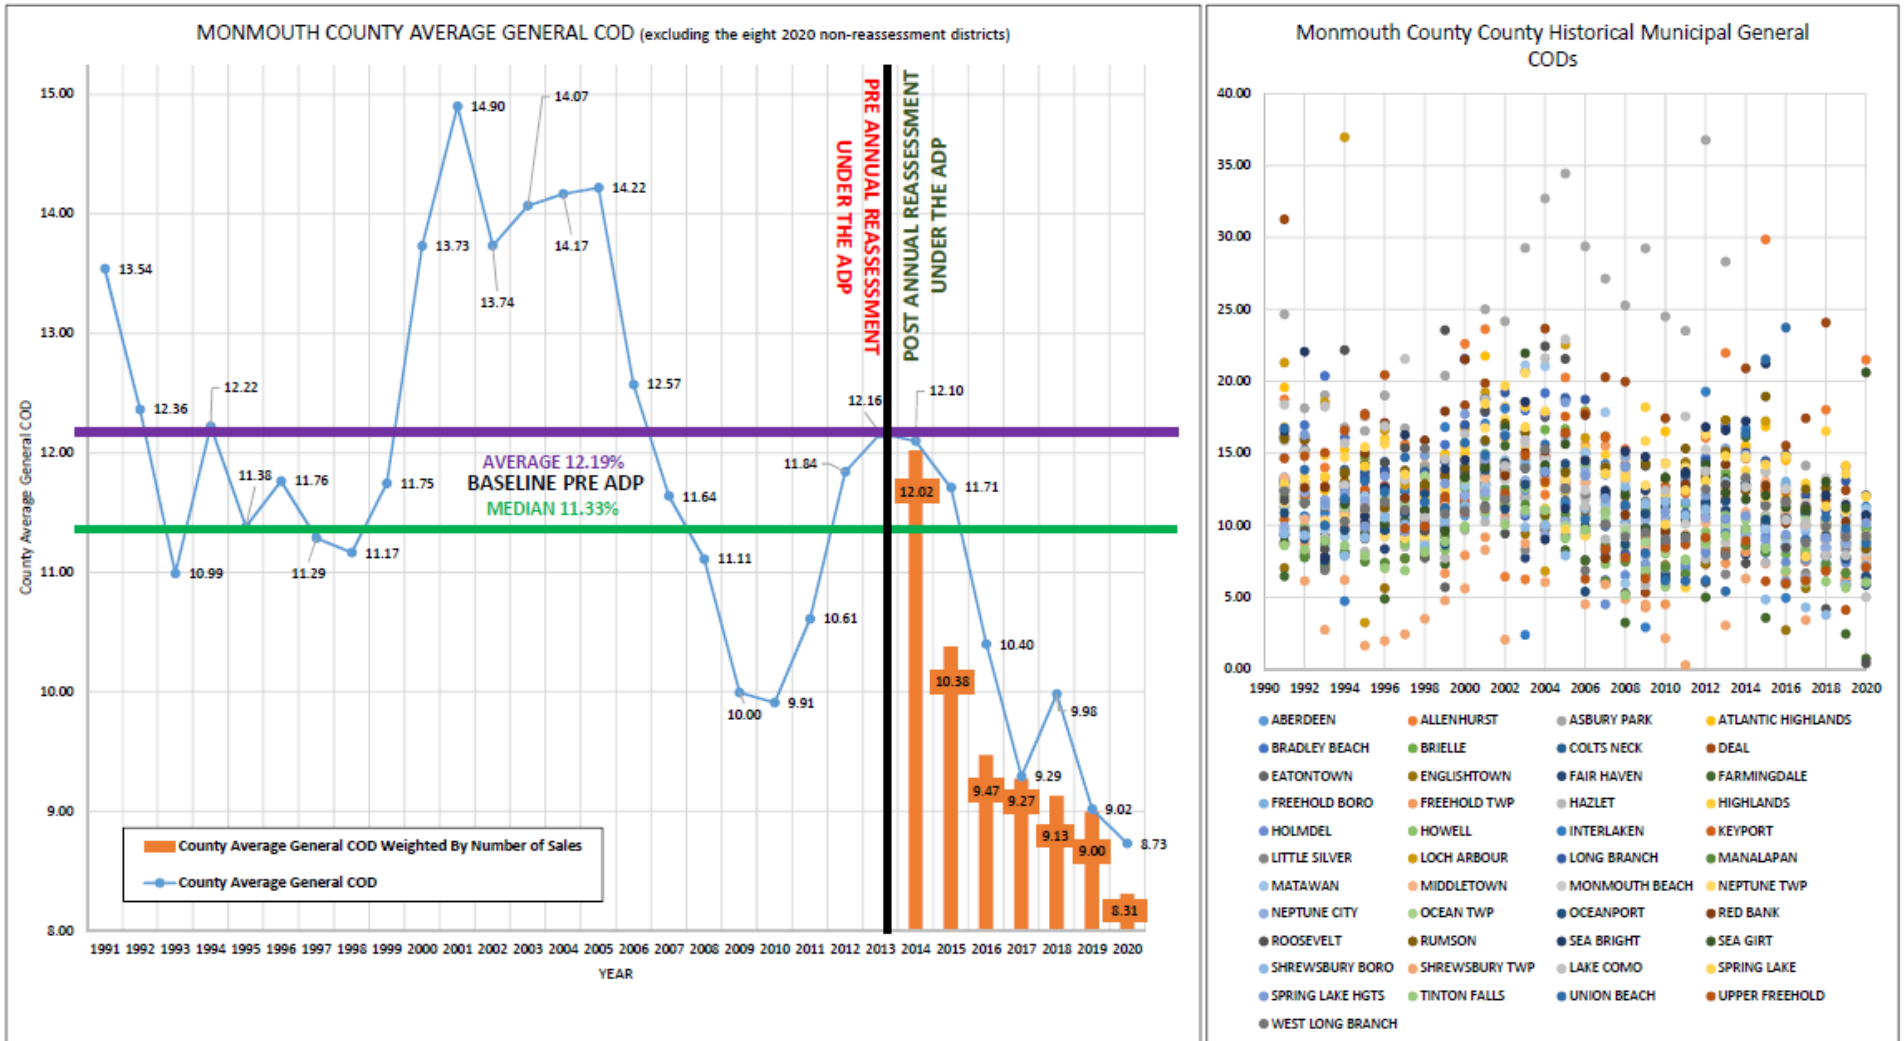 MONMOUTH COUNTY AVERAGE GENERAL COD (excluding the eight 2020 non-reassessment districts)
County Average General COD
15.00
14.00
13.00
12.00
11.00
10.00
9.00
8.00
13.54
12.36
10.99
12.22
11.38
11.76
11.29
11.17
11.75
13.73
14.90
13.74
14.07
14.17
14.22
12.57
11.64
11.11
10.00
9.91
10.61
11.84
12.16
12.10
11.71
10.40
9.29
9.98
9.02
8.73
12.02
10.38
9.47
9.27
9.13
9.00
8.31
PRE ANNUAL REASSESSMENT
UNDER THE ADP
POST ANNUAL REASSESSMENT
UNDER THE ADP
AVERAGE 12.19%
BASELINE PRE ADP
MEDIAN 11.33%
County Average General COD Weighted By Number of Sales
County Average General COD
1991 1992 1993 1994 1995 1996 1997 1998 1999 2000 2001 2002 2003 2004 2005 2006 2007 2008 2009 2010 2011 2012 2013 2014 2015 2016 2017 2018 2019 2020
YEAR
Monmouth County County Historical Municipal General
CODs
40.00
35.00
30.00
25.00
20.00
15.00
10.00
5.00
0.00
1990 1992 1994 1996 1998 2000 2002 2004 2006 2008 2010 2012 2014 2016 2018 2020
ABERDEEN ALLENHURST ASBURY PARK ATLANTIC HIGHLANDS
BRADLEY BEACH BRIELLE COLTS NECK DEAL
EATONTOWN ENGLISHTOWN FAIR HAVEN FARMINGDALE
FREEHOLD BORO FREEHOLD TWP HAZLET HIGHLANDS
HOLMDEL HOWELL INTERLAKEN KEYPORT
LITTLE SILVER LOCH ARBOUR LONG BRANCH MANALAPAN
MATAWAN MIDDLETOWN MONMOUTH BEACH NEPTUNE TWP
NEPTUNE CITY OCEAN TWP OCEANPORT RED BANK
ROOSEVELT RUMSON SEA BRIGHT SEA GIRT
SHREWSBURY BORO SHREWSBURY TWP LAKE COMO SPRING LAKE
SPRING LAKE HGTS TINTON FALLS UNION BEACH UPPER FREEHOLD
WEST LONG BRANCH